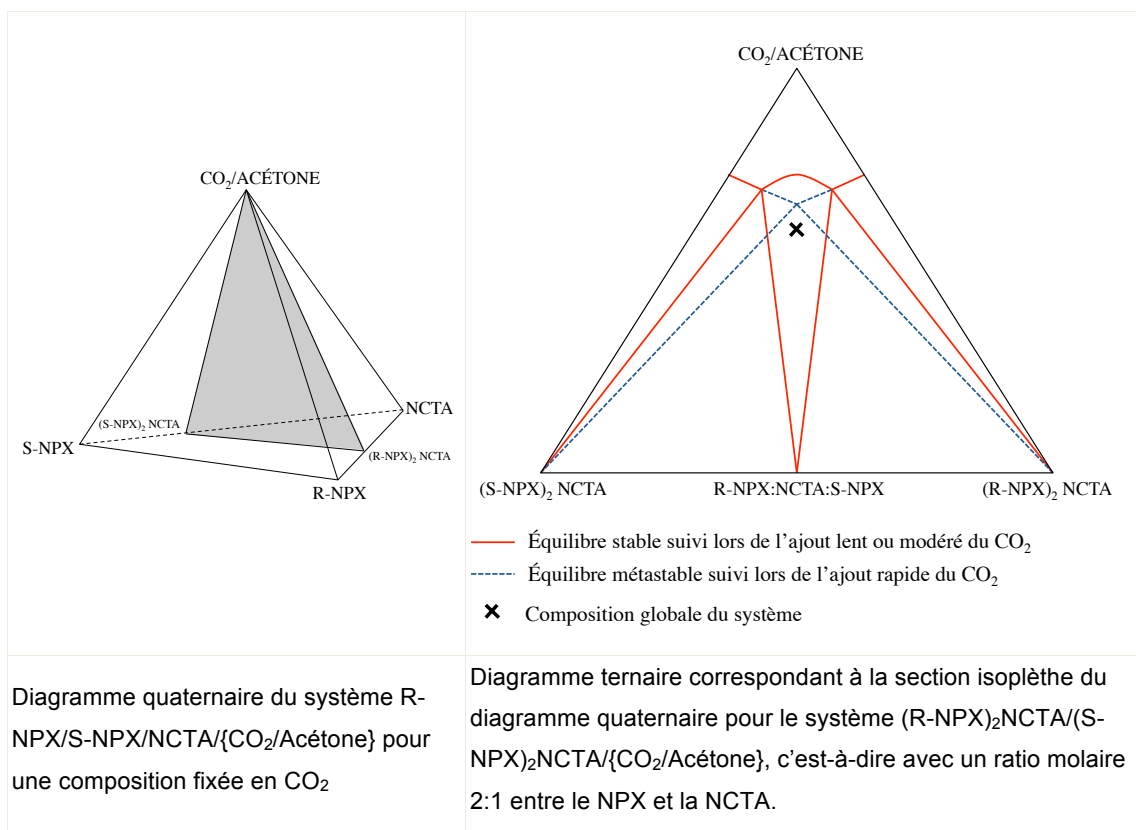 CO₂/ACÉTONE
NCTA
(S-NPX)₂ NCTA
S-NPX
(R-NPX)₂ NCTA
R-NPX
CO₂/ACÉTONE
(S-NPX)₂ NCTA
R-NPX:NCTA:S-NPX
(R-NPX)₂ NCTA
Équilibre stable suivi lors de l'ajout lent ou modéré du CO₂
Équilibre métastable suivi lors de l'ajout rapide du CO₂
Composition globale du système
Diagramme quaternaire du système R-
NPX/S-NPX/NCTA/{CO₂/Acétone} pour
une composition fixée en CO₂
Diagramme ternaire correspondant à la section isoplèthe du
diagramme quaternaire pour le système (R-NPX)₂NCTA/(S-
NPX)₂NCTA/{CO₂/Acétone}, c'est-à-dire avec un ratio molaire
2:1 entre le NPX et la NCTA.